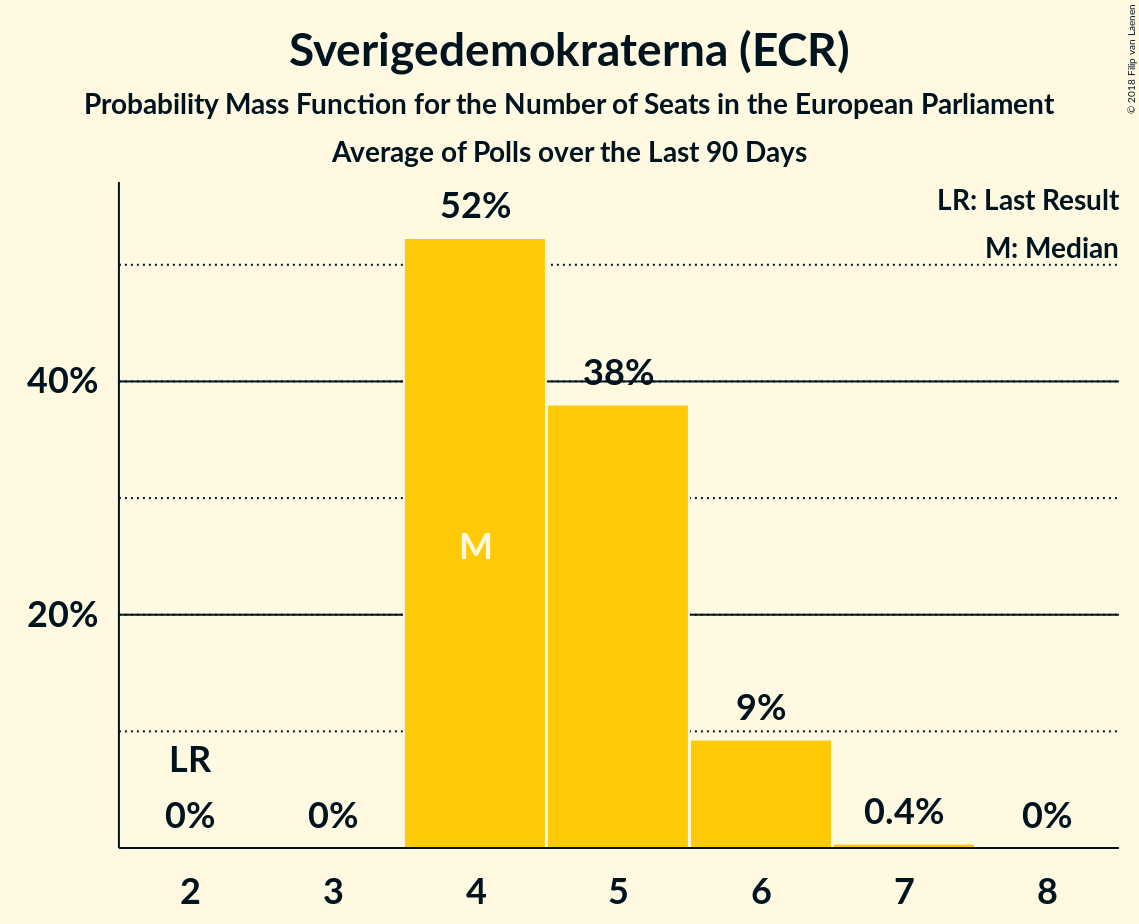 Sverigedemokraterna (ECR)
Probability Mass Function for the Number of Seats in the European Parliament
Average of Polls over the Last 90 Days
© 2018 Filip van Laenen
LR: Last Result
M: Median
52%
38%
40%
M
20%
9%
LR
0%
0%
0.4%
0%
2
3
4
5
6
7
8